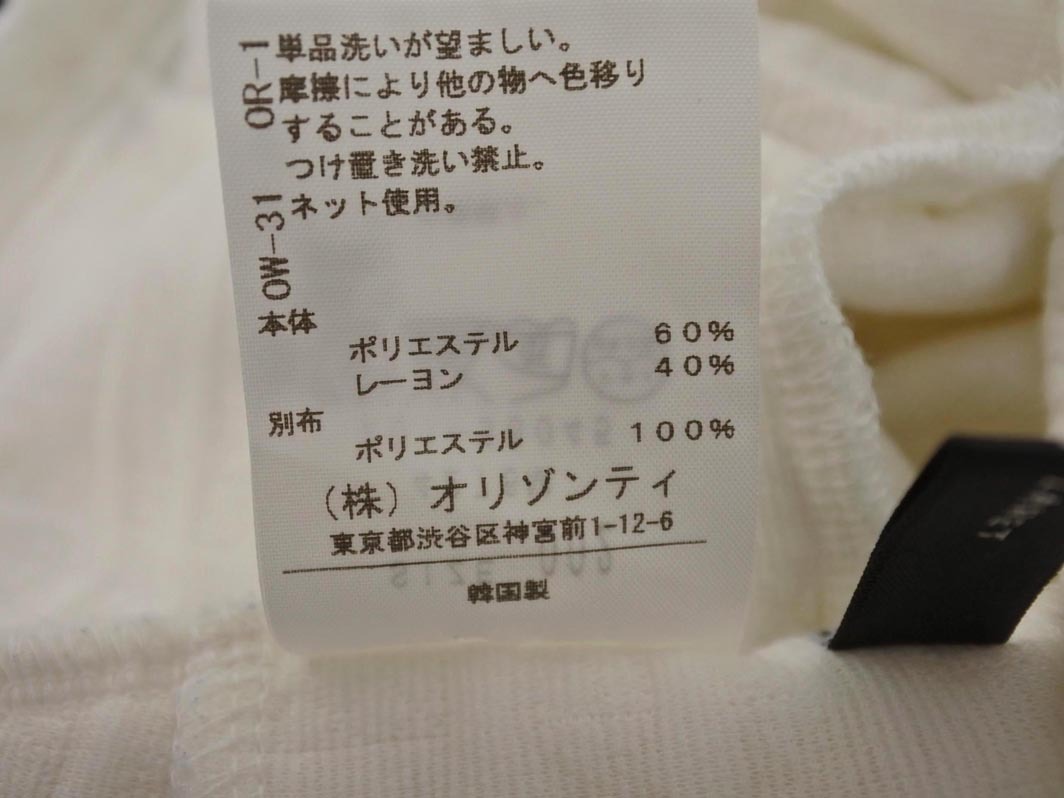 OR-1
単品洗いが望ましい。
摩擦により他の物へ色移り
することがある。
つけ置き洗い禁止。
OW-31
ネット使用。
本体
ポリエステル 60%
レーヨン 40%
別布
ポリエステル 100%
(株) オリゾンティ
東京都渋谷区神宮前1-12-6
韓国製